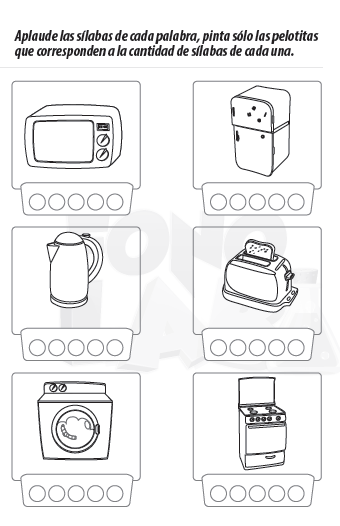 Aplaude las sílabas de cada palabra, pinta sólo las pelotitas
que corresponden a la cantidad de sílabas de cada una.
FONO